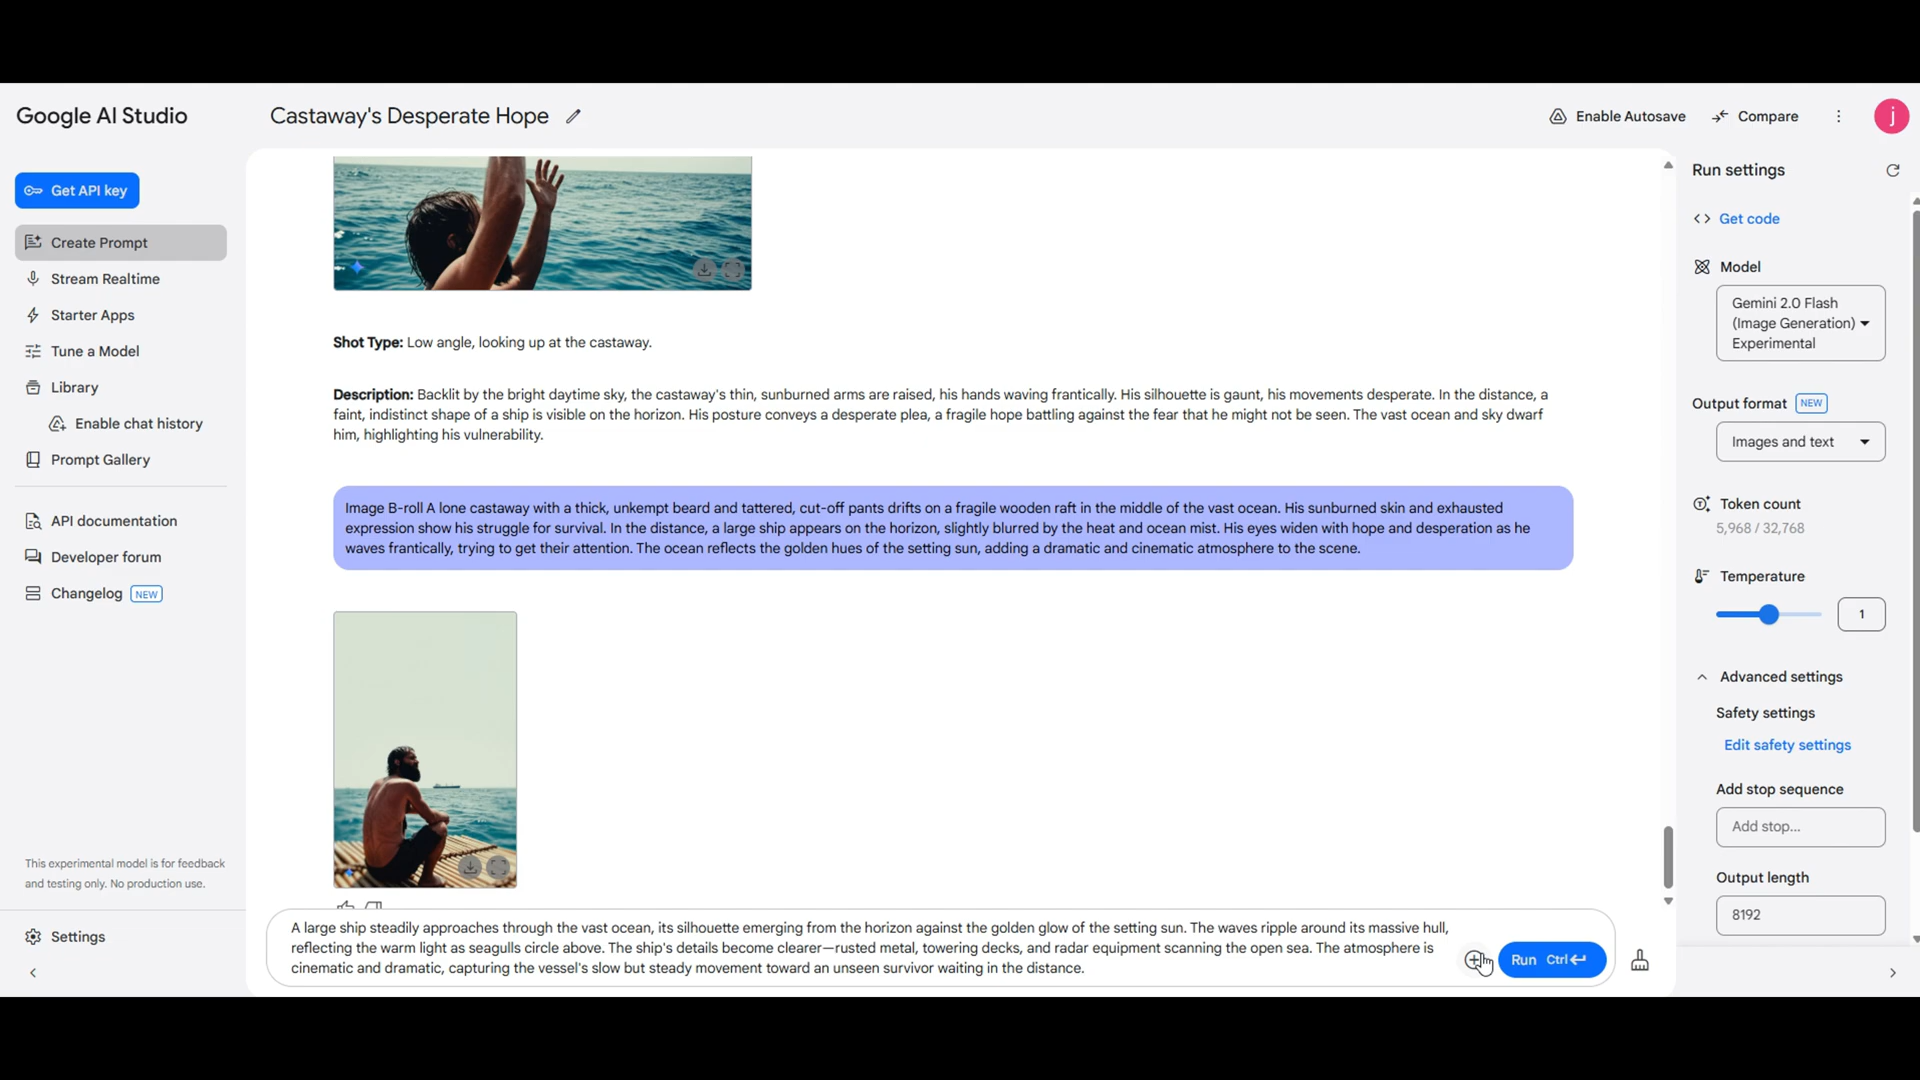 Google AI Studio
Castaway's Desperate Hope
Enable Autosave
Compare
j
Get API key
Create Prompt
Stream Realtime
Starter Apps
Tune a Model
Library
Enable chat history
Prompt Gallery
API documentation
Developer forum
Changelog NEW
This experimental model is for feedback
and testing only. No production use.
Settings
Shot Type: Low angle, looking up at the castaway.
Description: Backlit by the bright daytime sky, the castaway's thin, sunburned arms are raised, his hands waving frantically. His silhouette is gaunt, his movements desperate. In the distance, a
faint, indistinct shape of a ship is visible on the horizon. His posture conveys a desperate plea, a fragile hope battling against the fear that he might not be seen. The vast ocean and sky dwarf
him, highlighting his vulnerability.
Image B-roll A lone castaway with a thick, unkempt beard and tattered, cut-off pants drifts on a fragile wooden raft in the middle of the vast ocean. His sunburned skin and exhausted
expression show his struggle for survival. In the distance, a large ship appears on the horizon, slightly blurred by the heat and ocean mist. His eyes widen with hope and desperation as he
waves frantically, trying to get their attention. The ocean reflects the golden hues of the setting sun, adding a dramatic and cinematic atmosphere to the scene.
A large ship steadily approaches through the vast ocean, its silhouette emerging from the horizon against the golden glow of the setting sun. The waves ripple around its massive hull,
reflecting the warm light as seagulls circle above. The ship's details become clearer—rusted metal, towering decks, and radar equipment scanning the open sea. The atmosphere is
cinematic and dramatic, capturing the vessel's slow but steady movement toward an unseen survivor waiting in the distance.
Run Ctrl
Run settings
Get code
Model
Gemini 2.0 Flash
(Image Generation)
Experimental
Output format NEW
Images and text
Token count
5,968 / 32,768
Temperature
1
Advanced settings
Safety settings
Edit safety settings
Add stop sequence
Add stop...
Output length
8192